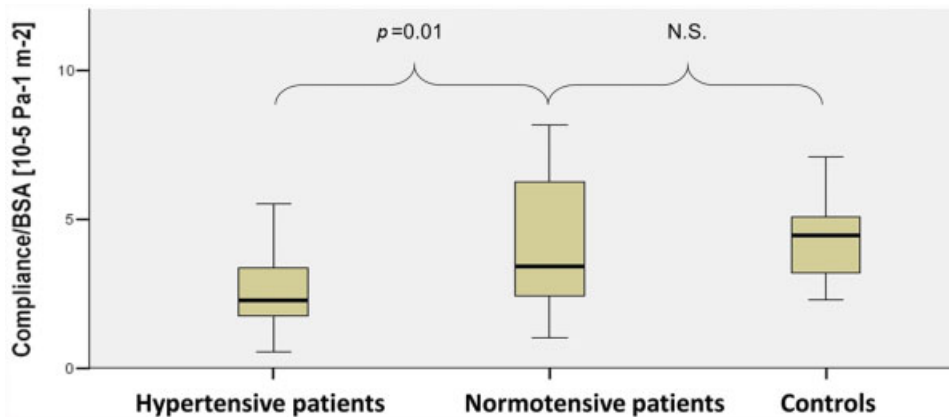 p=0.01
N.S.
Compliance/BSA [10-5 Pa-1 m-2]
10
5
0
Hypertensive patients
Normotensive patients
Controls